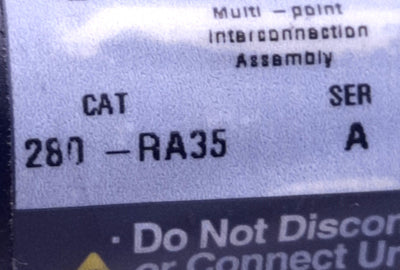 Multi - point
Interconnection
Assembly
CAT SER
280 -RA35 A
· Do Not Discon
or Connect Un